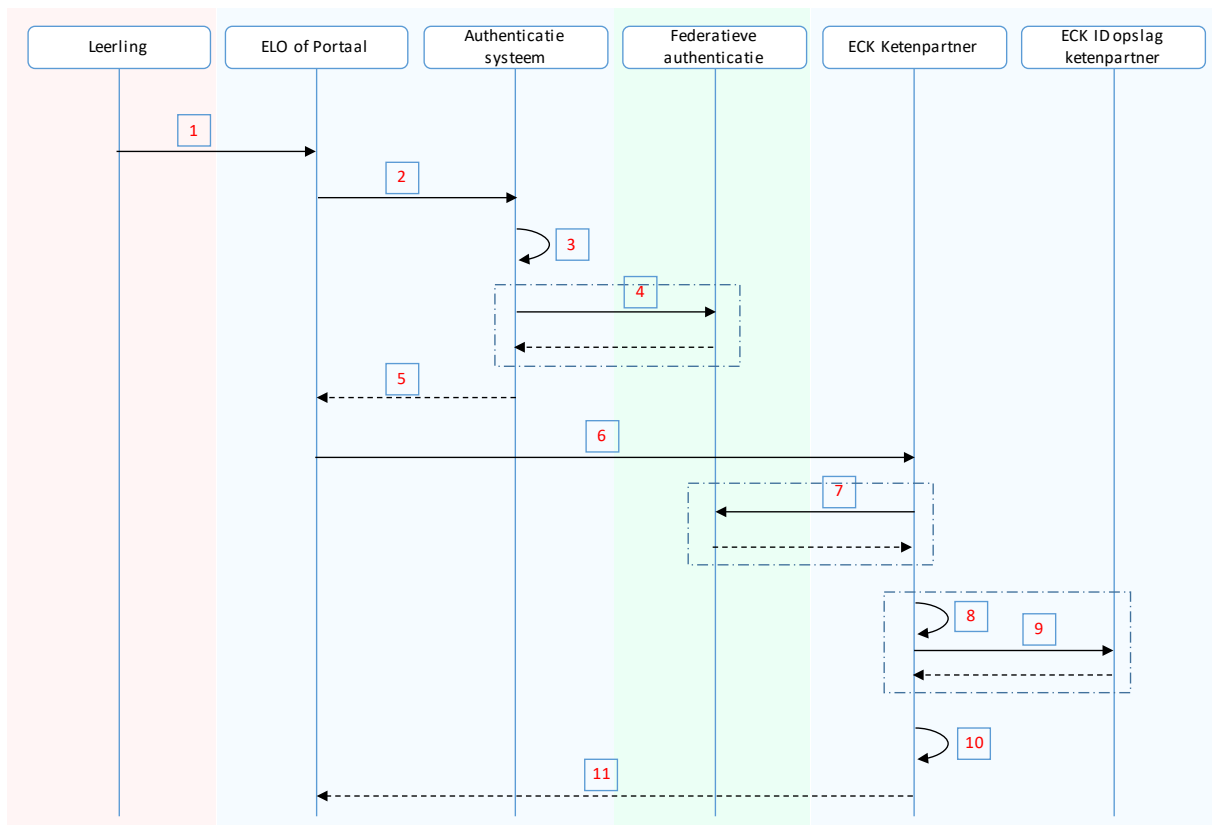 Leerling
ELO of Portaal
Authenticatie
systeem
Federatieve
authenticatie
ECK Ketenpartner
ECK ID opslag
ketenpartner
1
2
3
4
5
6
7
8
9
10
11